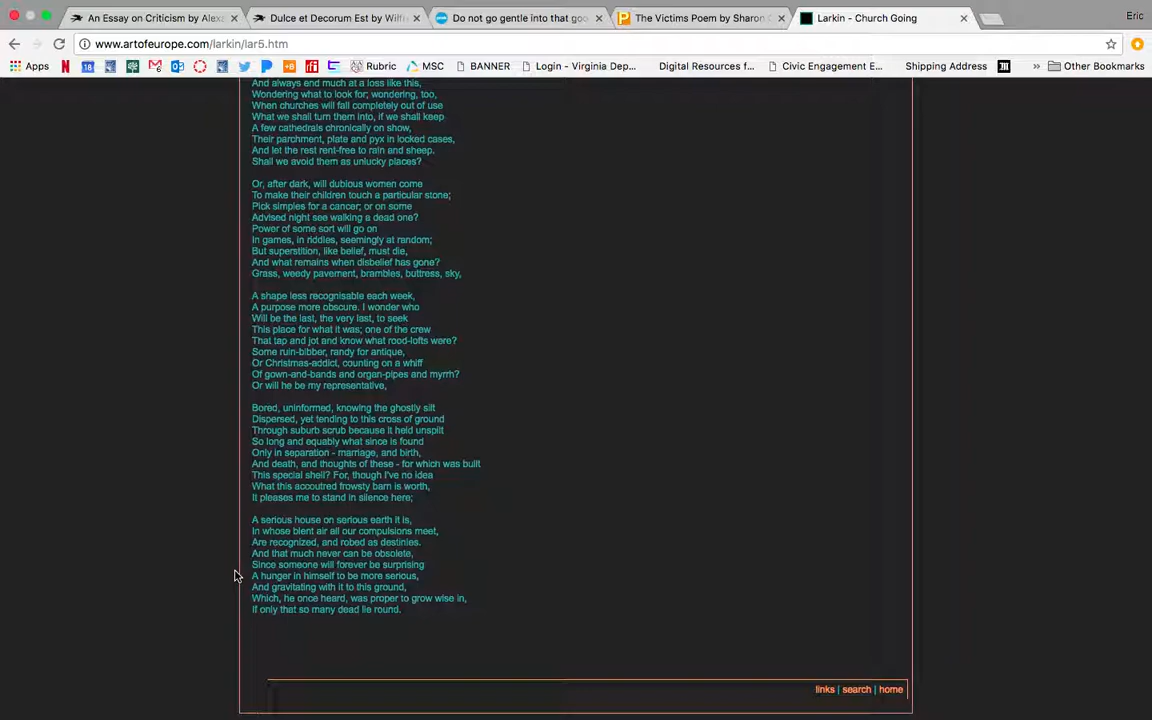 An Essay on Criticism by Alexa
Dulce et Decorum Est by Wilfre
Do not go gentle into that goo
The Victims Poem by Sharon O
Larkin - Church Going
Eric
www.artofeurope.com/larkin/lar5.htm
Apps
Rubric
MSC
BANNER
Login - Virginia Dep...
Digital Resources f...
Civic Engagement E...
Shipping Address
» Other Bookmarks
And always end much at a loss like this,
Wondering what to look for; wondering, too,
When churches will fall completely out of use
What we shall turn them into, if we shall keep
A few cathedrals chronically on show,
Their parchment, plate and pyx in locked cases,
And let the rest rent-free to rain and sheep.
Shall we avoid them as unlucky places?
Or, after dark, will dubious women come
To make their children touch a particular stone;
Pick simples for a cancer; or on some
Advised night see walking a dead one?
Power of some sort will go on
In games, in riddles, seemingly at random;
But superstition, like belief, must die,
And what remains when disbelief has gone?
Grass, weedy pavement, brambles, buttress, sky,
A shape less recognisable each week,
A purpose more obscure. I wonder who
Will be the last, the very last, to seek
This place for what it was; one of the crew
That tap and jot and know what rood-lofts were?
Some ruin-bibber, randy for antique,
Or Christmas-addict, counting on a whiff
Of gown-and-bands and organ-pipes and myrrh?
Or will he be my representative,
Bored, uninformed, knowing the ghostly silt
Dispersed, yet tending to this cross of ground
Through suburb scrub because it held unspilt
So long and equably what since is found
Only in separation - marriage, and birth,
And death, and thoughts of these - for which was built
This special shell? For, though I've no idea
What this accoutred frowsty barn is worth,
It pleases me to stand in silence here;
A serious house on serious earth it is,
In whose blent air all our compulsions meet,
Are recognized, and robed as destinies.
And that much never can be obsolete,
Since someone will forever be surprising
A hunger in himself to be more serious,
And gravitating with it to this ground,
Which, he once heard, was proper to grow wise in,
If only that so many dead lie round.
links | search | home